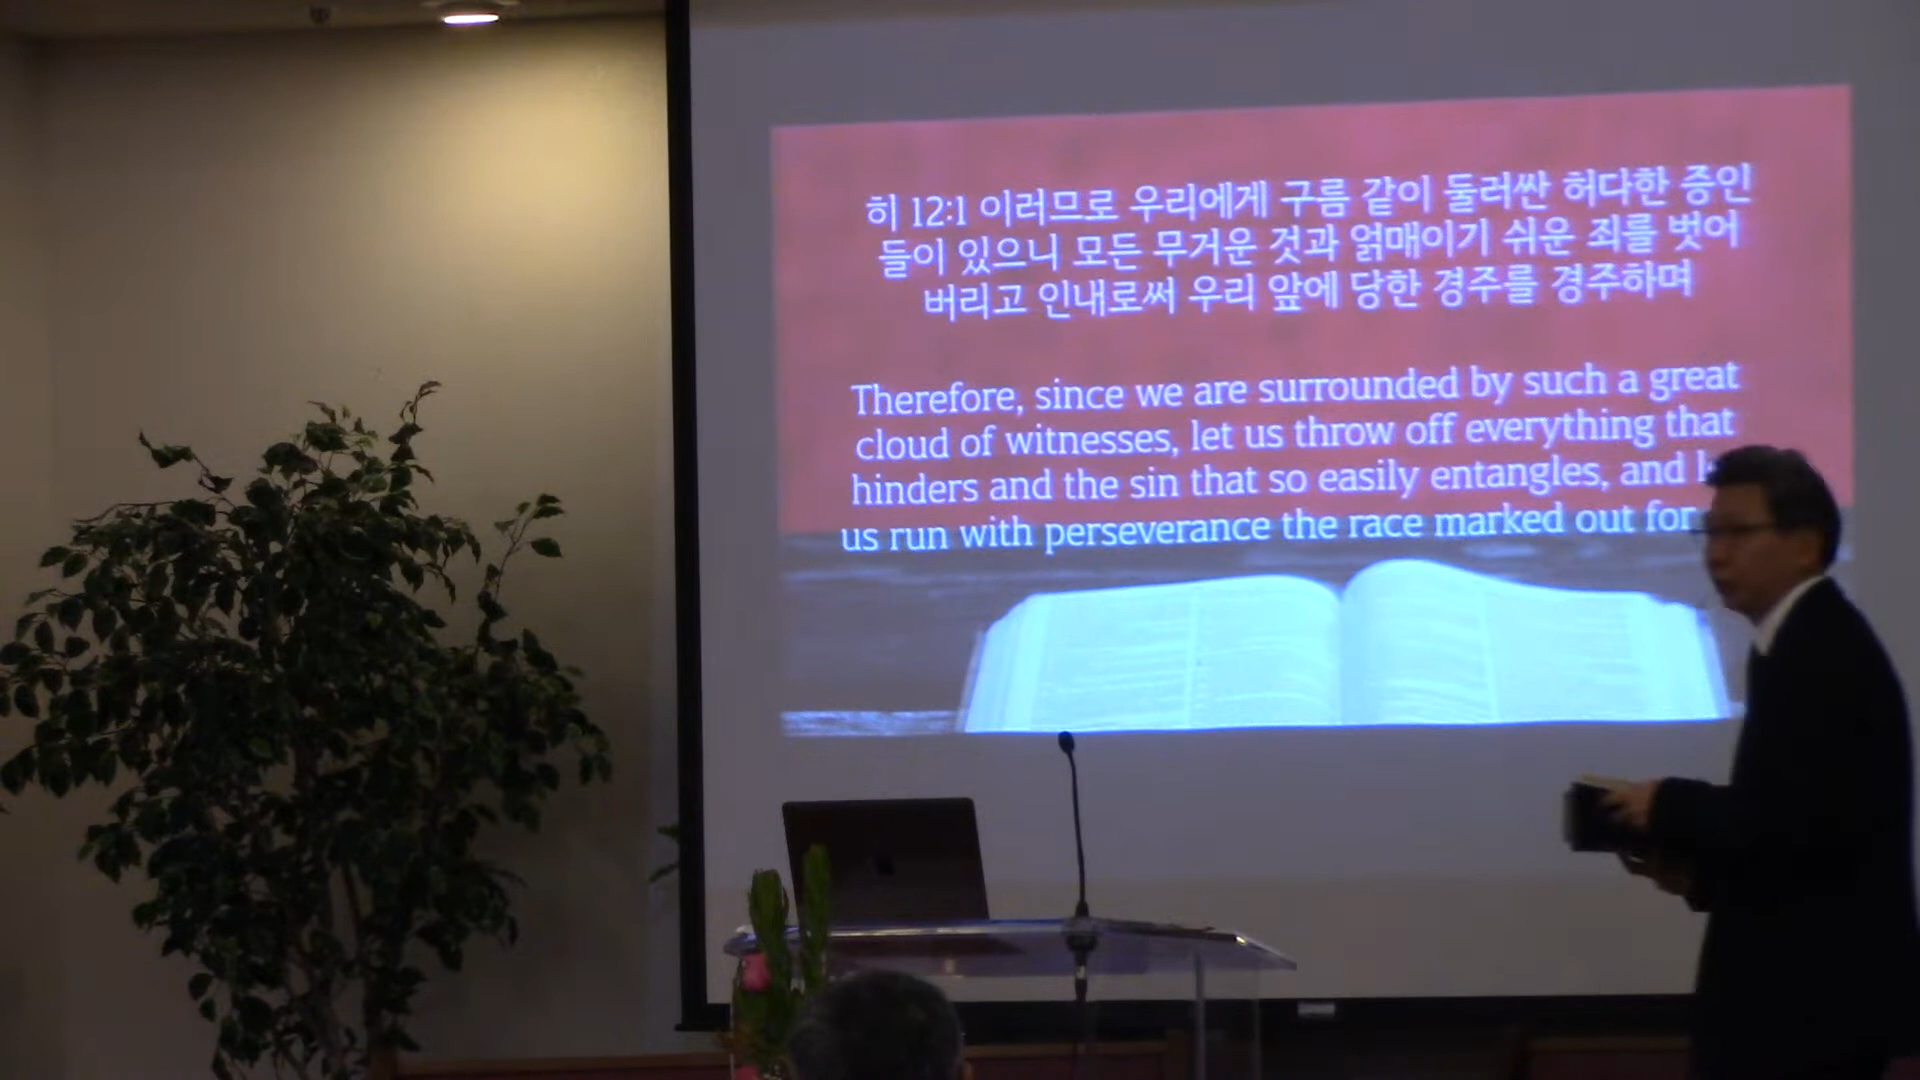 히 12:1 이러므로 우리에게 구름 같이 둘러싼 허다한 증인
들이 있으니 모든 무거운 것과 얽매이기 쉬운 죄를 벗어
버리고 인내로써 우리 앞에 당한 경주를 경주하며
Therefore, since we are surrounded by such a great
cloud of witnesses, let us throw off everything that
hinders and the sin that so easily entangles, and
us run with perseverance the race marked out for